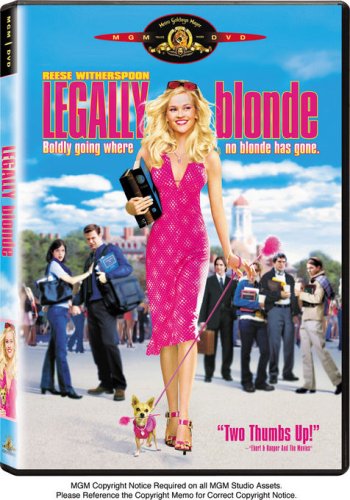 Metro Goldwyn Mayer
MGM DVD
REESE WITHERSPOON
LEGALLY blonde
Boldly going where no blonde has gone.
MGM DVD
LEGALLY blonde
"Two Thumbs Up!"
—Ebert & Roeper And The Movies
MGM Copyright Notice Required on all MGM Studio Assets.
Please Reference the Copyright Memo for Correct Copyright Notice.